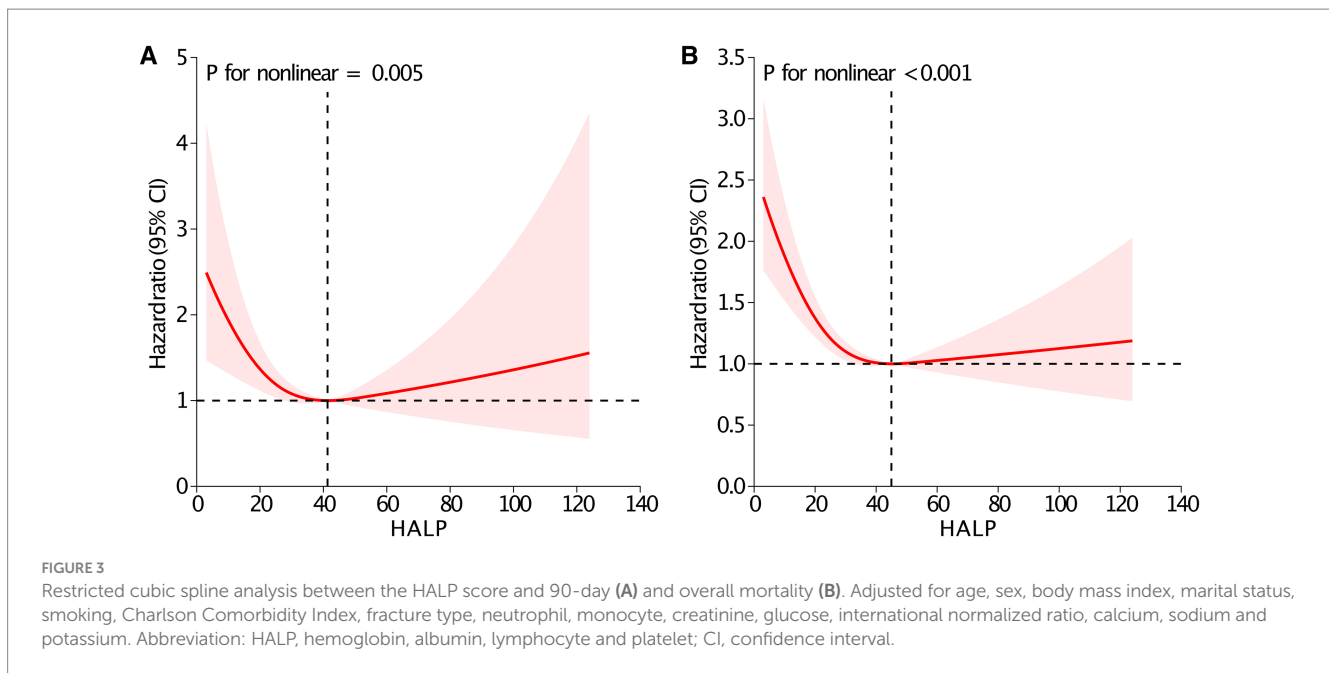 A
P for nonlinear = 0.005
5
4
3
2
1
0
Hazard ratio (95% CI)
0 20 40 60 80 100 120 140
HALP
B
P for nonlinear <0.001
3.5
3.0
2.5
2.0
1.5
1.0
0.5
0.0
Hazard ratio (95% CI)
0 20 40 60 80 100 120 140
HALP
FIGURE 3
Restricted cubic spline analysis between the HALP score and 90-day (A) and overall mortality (B). Adjusted for age, sex, body mass index, marital status,
smoking, Charlson Comorbidity Index, fracture type, neutrophil, monocyte, creatinine, glucose, international normalized ratio, calcium, sodium and
potassium. Abbreviation: HALP, hemoglobin, albumin, lymphocyte and platelet; CI, confidence interval.